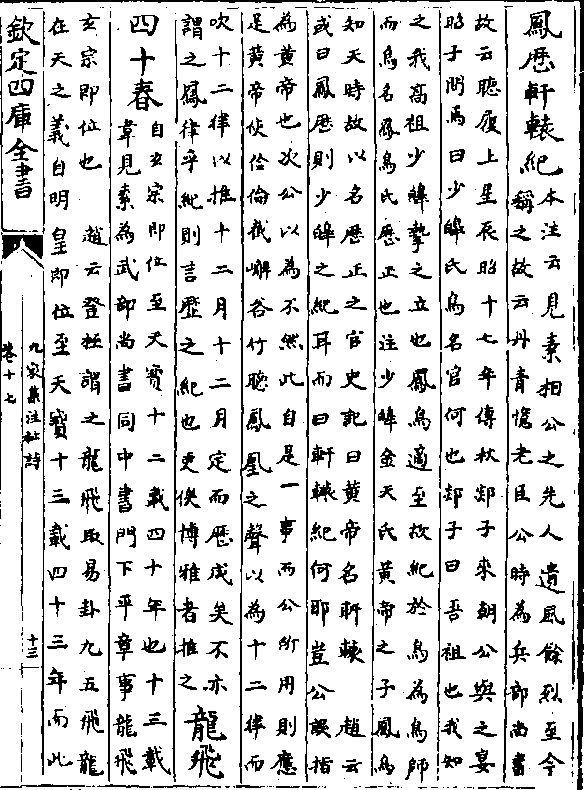 鳳歷軒轅紀
本注云見素相公之先人遺風餘烈至今
稱之故云丹青憶老臣公時為兵部尚書
故云聽履上星辰昭十七年傳秋郯子來朝公與之宴
昭子問焉曰少皥氏鳥名官何也郯子曰吾祖也我知
之我髙祖少皥摯之立也鳳鳥適至故紀於鳥為鳥師
而鳥名鳳鳥氏歷正也注少皥金天氏黄帝之子鳳鳥
知天時故以名歷正之官史記曰黄帝名軒轅　趙云
或曰鳳歷則少皥之紀耳而曰軒轅紀何耶豈公誤指
為黄帝也次公以為不然此自是一事而公所用則應
是黄帝使伶倫截嶰谷竹聽鳳凰之聲以為十二律而
吹十二律以推十二月十二月定而歷成矣不亦
謂之鳳律乎紀則言歷之紀也更俟博雅者推之
龍飛
四十春
自玄宗即位至天寳十二載四十年也十三載
韋見素為武部尚書同中書門下平章事龍飛
玄宗即位也　趙云登極謂之龍飛取易卦九五飛龍
在天之義自明皇即位至天寳十三載四十三年而此
欽定四庫全書
九家集注杜詩
卷十七
十三